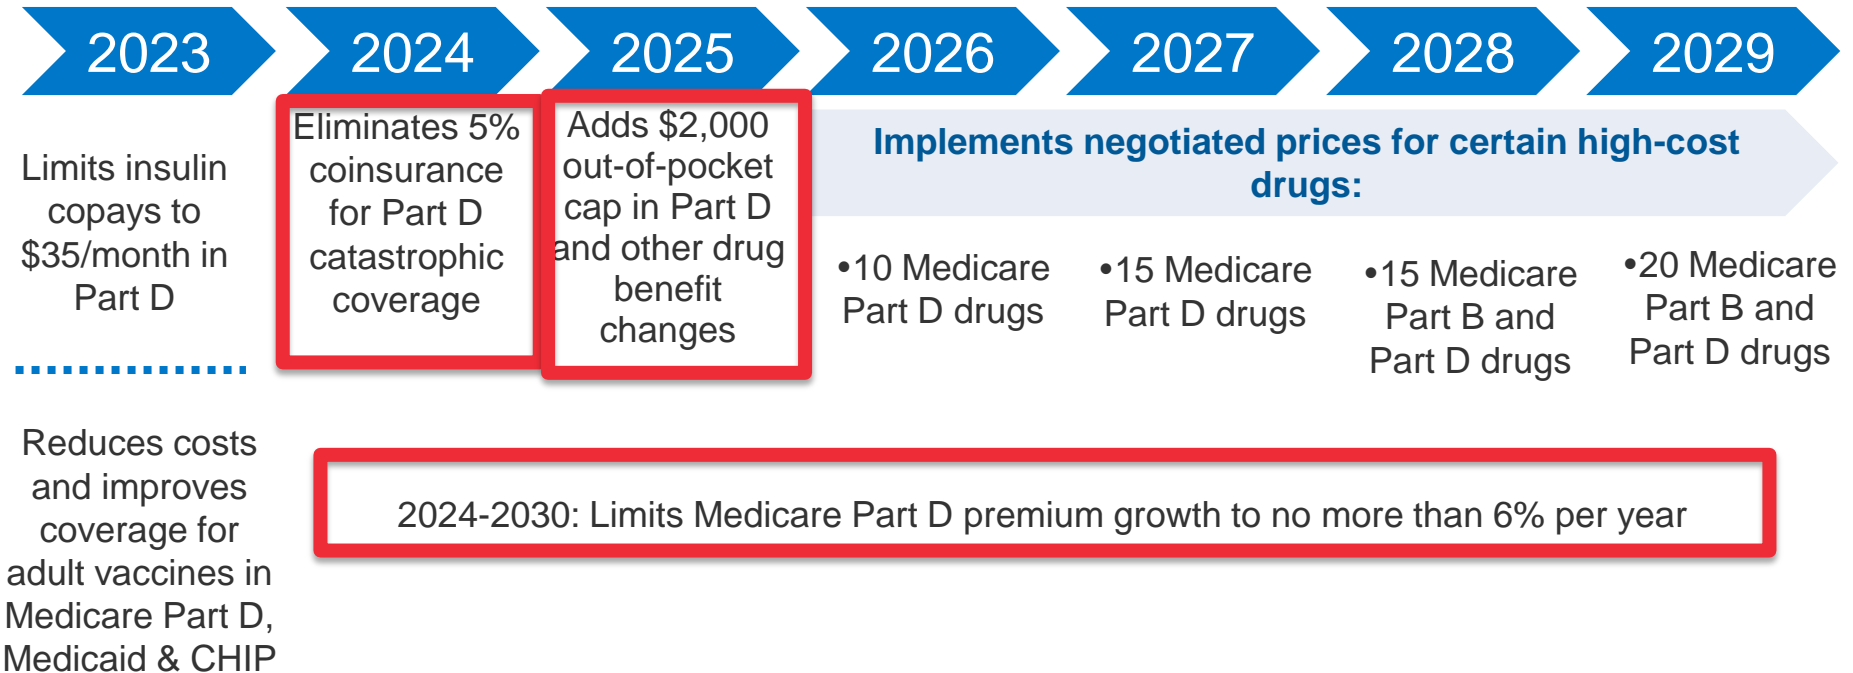 2023
2024
2025
2026
2027
2028
2029
Limits insulin
copays to
$35/month in
Part D
Reduces costs
and improves
coverage for
adult vaccines in
Medicare Part D,
Medicaid & CHIP
Eliminates 5%
coinsurance
for Part D
catastrophic
coverage
Adds $2,000
out-of-pocket
cap in Part D
and other drug
benefit
changes
Implements negotiated prices for certain high-cost
drugs:
•10 Medicare
Part D drugs
•15 Medicare
Part D drugs
•15 Medicare
Part B and
Part D drugs
•20 Medicare
Part B and
Part D drugs
2024-2030: Limits Medicare Part D premium growth to no more than 6% per year